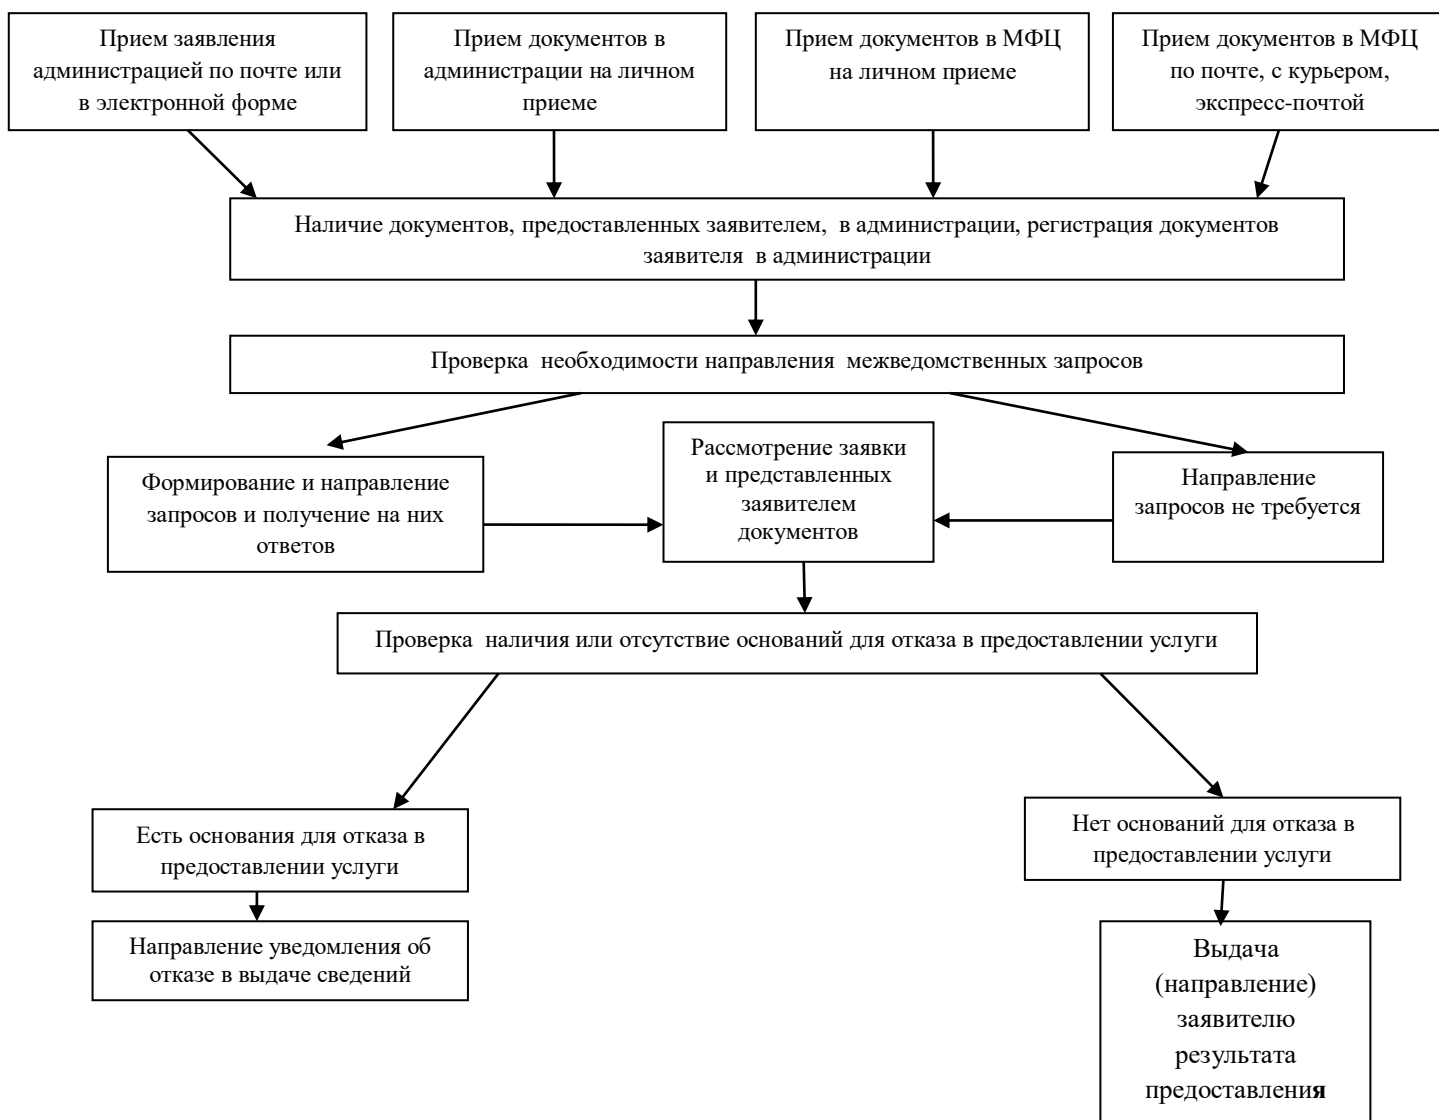 Прием заявления
администрацией по почте или
в электронной форме
Прием документов в
администрации на личном
приеме
Прием документов в МФЦ
на личном приеме
Прием документов в МФЦ
по почте, с курьером,
экспресс-почтой
Наличие документов, предоставленных заявителем, в администрации, регистрация документов
заявителя в администрации
Проверка необходимости направления межведомственных запросов
Формирование и направление
запросов и получение на них
ответов
Рассмотрение заявки
и представленных
заявителем
документов
Направление
запросов не требуется
Проверка наличия или отсутствие оснований для отказа в предоставлении услуги
Есть основания для отказа в
предоставлении услуги
Нет оснований для отказа в
предоставлении услуги
Направление уведомления об
отказе в выдаче сведений
Выдача
(направление)
заявителю
результата
предоставления